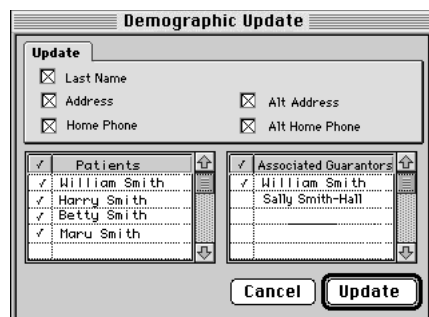 Demographic Update
Update
Last Name
Address
Alt Address
Home Phone
Alt Home Phone
✓ Patients
✓ William Smith
✓ Harry Smith
✓ Betty Smith
✓ Maru Smith
✓ Associated Guarantors
✓ William Smith
Sally Smith-Hall
Cancel
Update